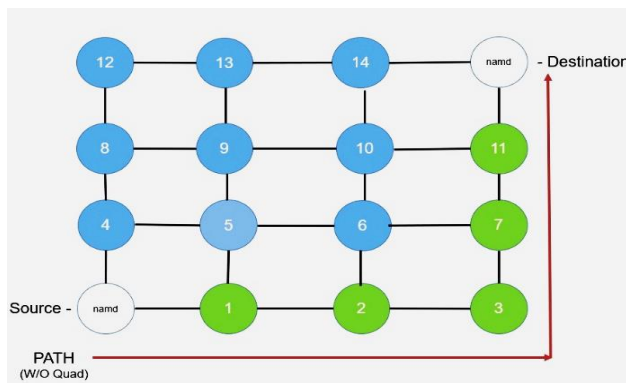 12 13 14 namd - Destination
8 9 10 11
4 5 6 7
Source - namd 1 2 3
PATH
(W/O Quad)